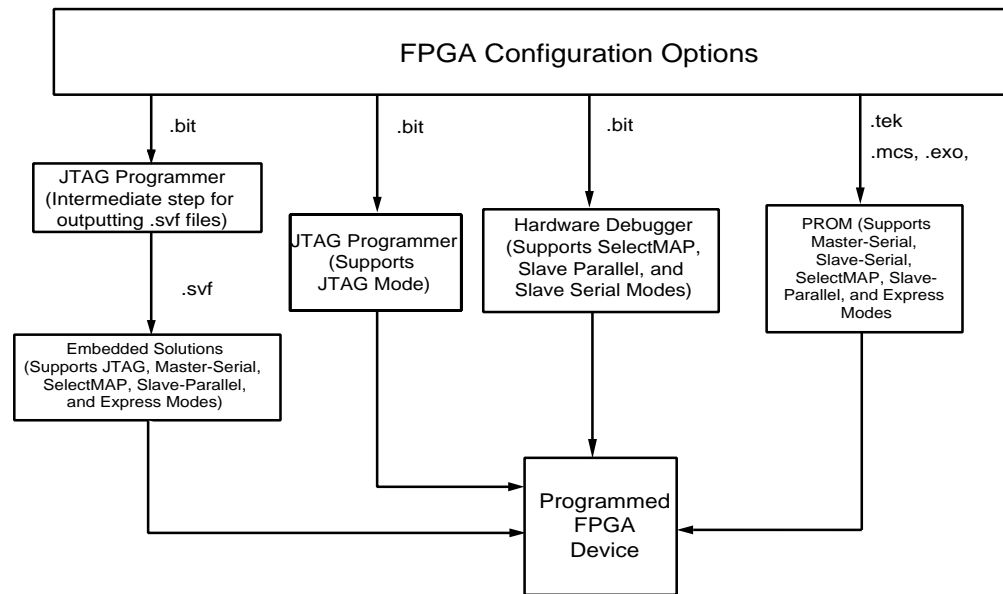 FPGA Configuration Options
.bit
.bit
.bit
.tek
.mcs, .exo,
JTAG Programmer
(Intermediate step for
outputting .svf files)
JTAG Programmer
(Supports
JTAG Mode)
Hardware Debugger
(Supports SelectMAP,
Slave Parallel, and
Slave Serial Modes)
PROM (Supports
Master-Serial,
Slave-Serial,
SelectMAP, Slave-
Parallel, and Express
Modes
.svf
Embedded Solutions
(Supports JTAG, Master-Serial,
SelectMAP, Slave-Parallel,
and Express Modes)
Programmed
FPGA
Device